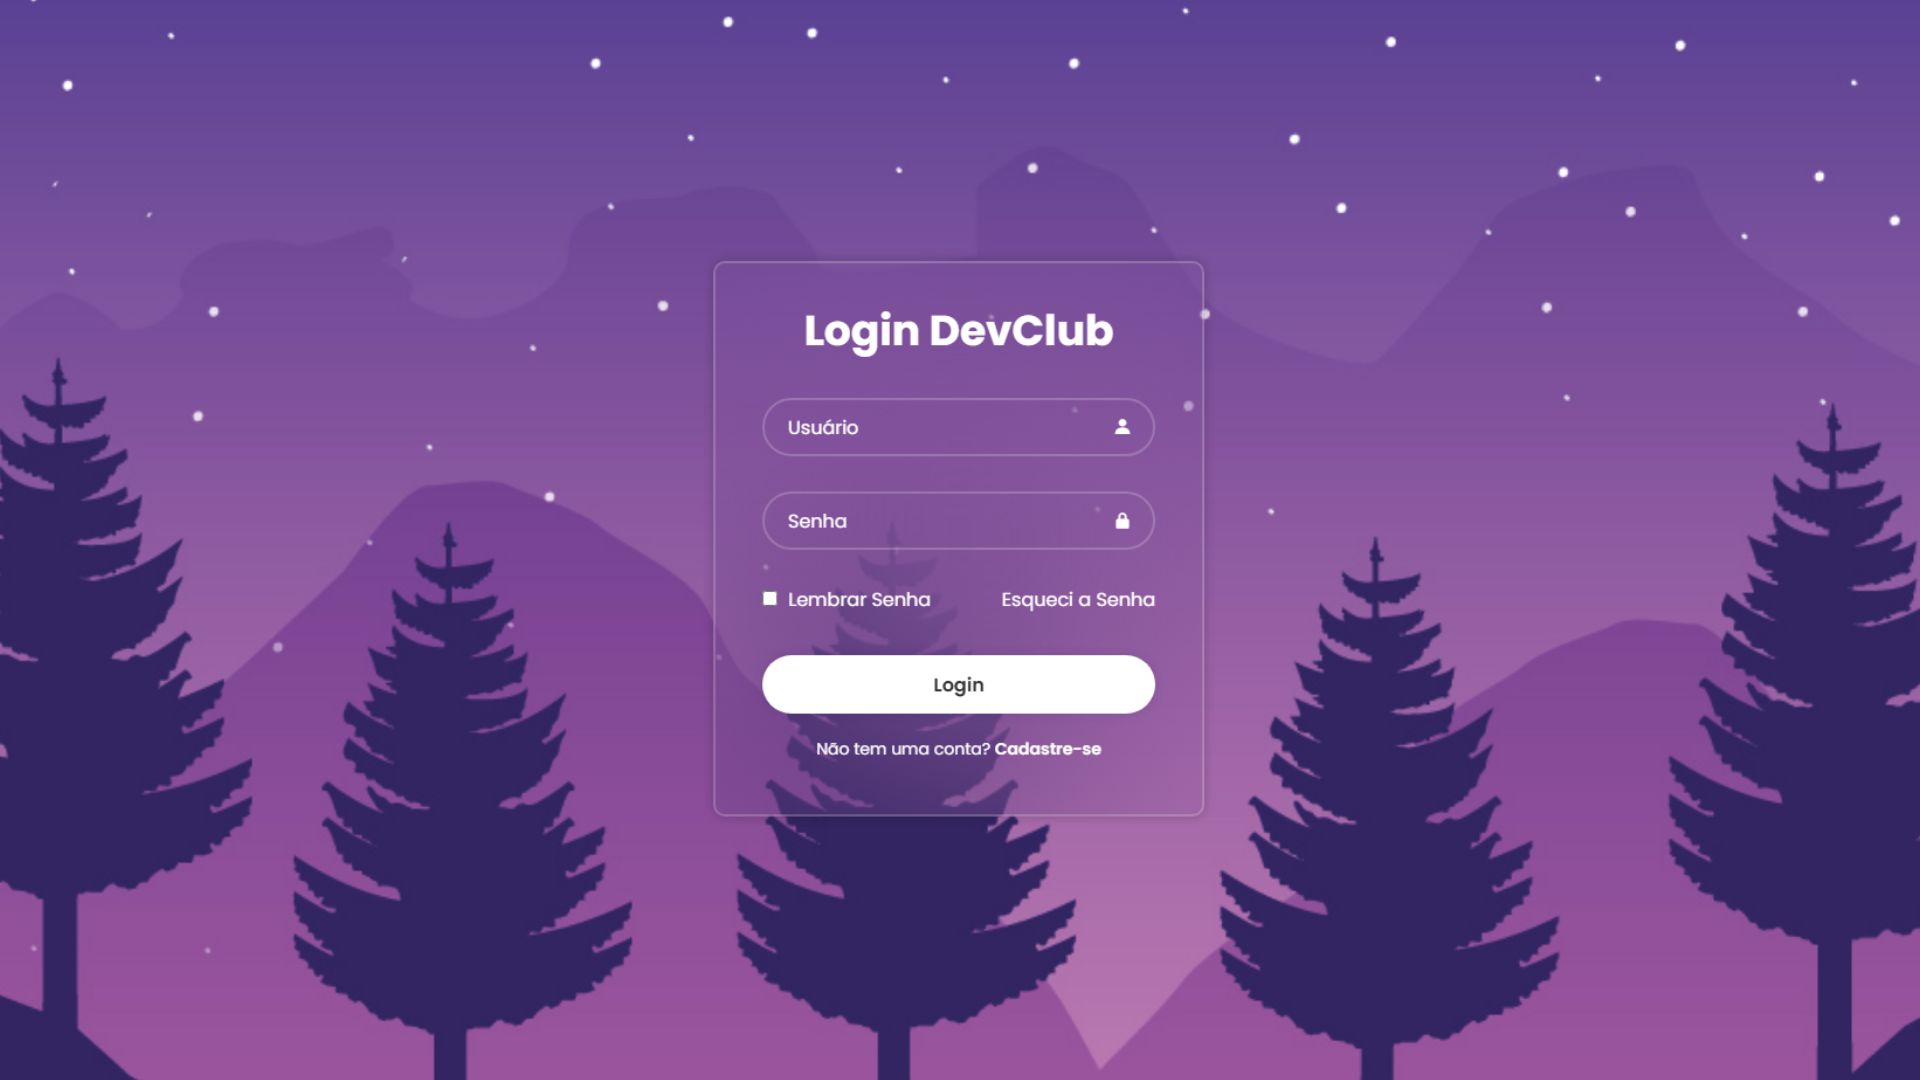 Login DevClub
Usuário
Senha
Lembrar Senha Esqueci a Senha
Login
Não tem uma conta? Cadastre-se